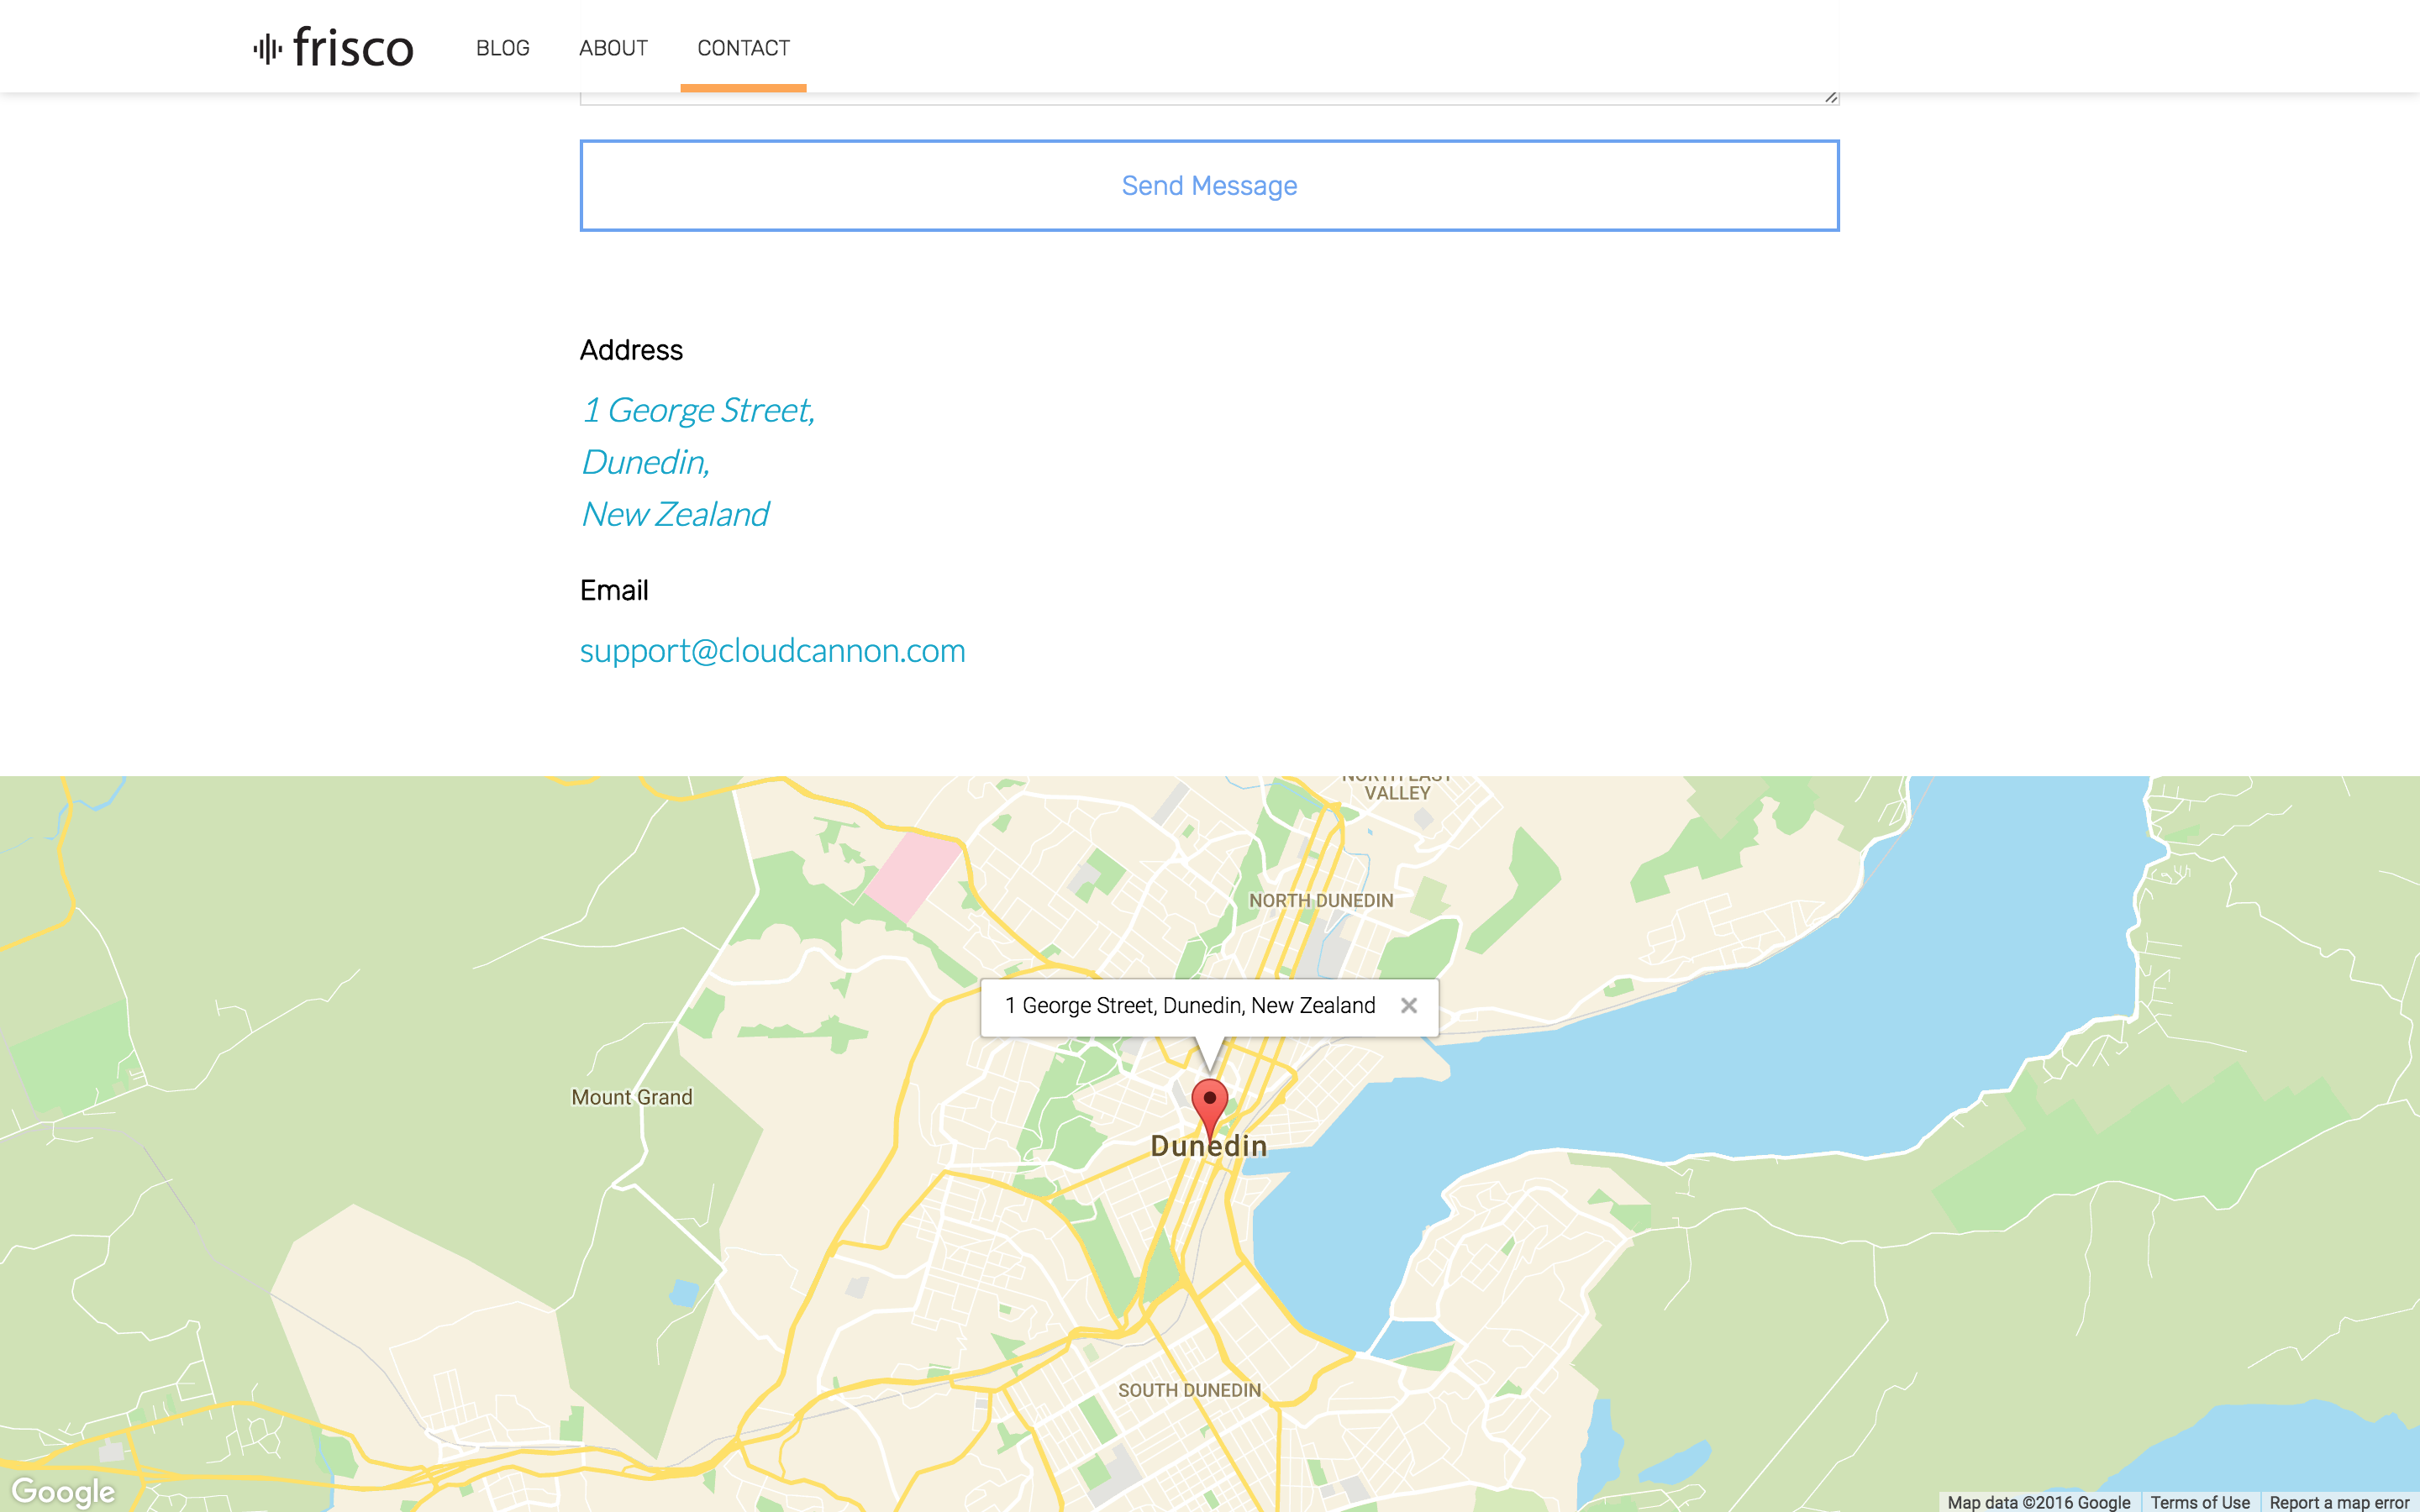 frisco
BLOG
ABOUT
CONTACT
Send Message
Address
1 George Street,
Dunedin,
New Zealand
Email
support@cloudcannon.com
NORTH EAST
VALLEY
NORTH DUNEDIN
1 George Street, Dunedin, New Zealand
Mount Grand
Dunedin
SOUTH DUNEDIN
Google
Map data ©2016 Google
Terms of Use
Report a map error